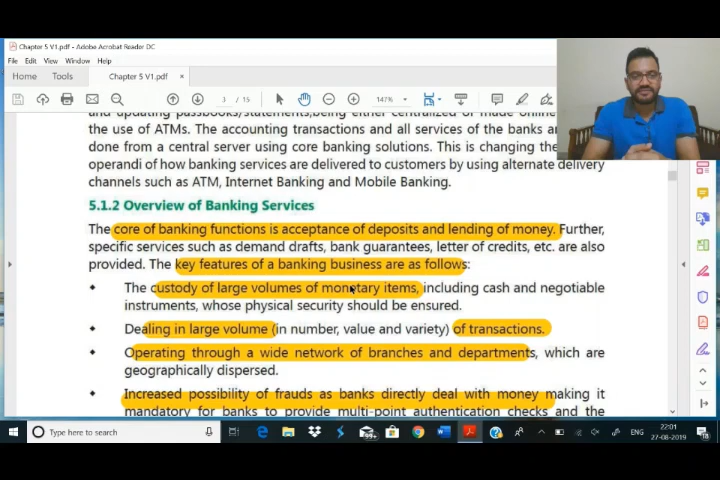 Chapter 5 V1.pdf - Adobe Acrobat Reader DC
File Edit View Window Help
Home Tools Chapter 5 V1.pdf ×
3 / 15 147%
the use of ATMs. The accounting transactions and all services of the banks
done from a central server using core banking solutions. This is changing the
operandi of how banking services are delivered to customers by using alternate delivery
channels such as ATM, Internet Banking and Mobile Banking.
5.1.2 Overview of Banking Services
The core of banking functions is acceptance of deposits and lending of money. Further,
specific services such as demand drafts, bank guarantees, letter of credits, etc. are also
provided. The key features of a banking business are as follows:
The custody of large volumes of monetary items, including cash and negotiable
instruments, whose physical security should be ensured.
Dealing in large volume (in number, value and variety) of transactions.
Operating through a wide network of branches and departments, which are
geographically dispersed.
Increased possibility of frauds as banks directly deal with money making it
mandatory for banks to provide multi-point authentication checks and the
Type here to search
ENG
22:01
27-08-2019